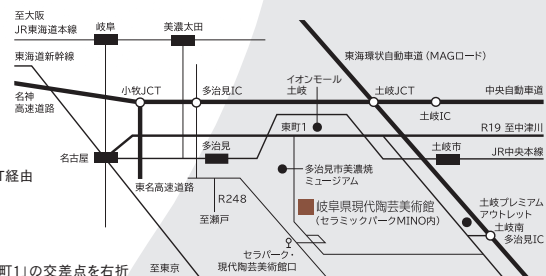 至大阪
JR東海道本線
岐阜
美濃太田
東海道新幹線
東海環状自動車道(MAGロード)
イオンモール
土岐
小牧JCT
多治見IC
土岐JCT
中央自動車道
名神
高速道路
土岐IC
東町1
R19 至中津川
名古屋
多治見
土岐市
JR中央本線
T経由
多治見市美濃焼
ミュージアム
東名高速道路
R248
至瀬戸
岐阜県現代陶芸美術館
(セラミックパークMINO内)
土岐プレミアム
アウトレット
土岐南
多治見IC
セラパーク・
現代陶芸美術館口
町1」の交差点を右折
至東京